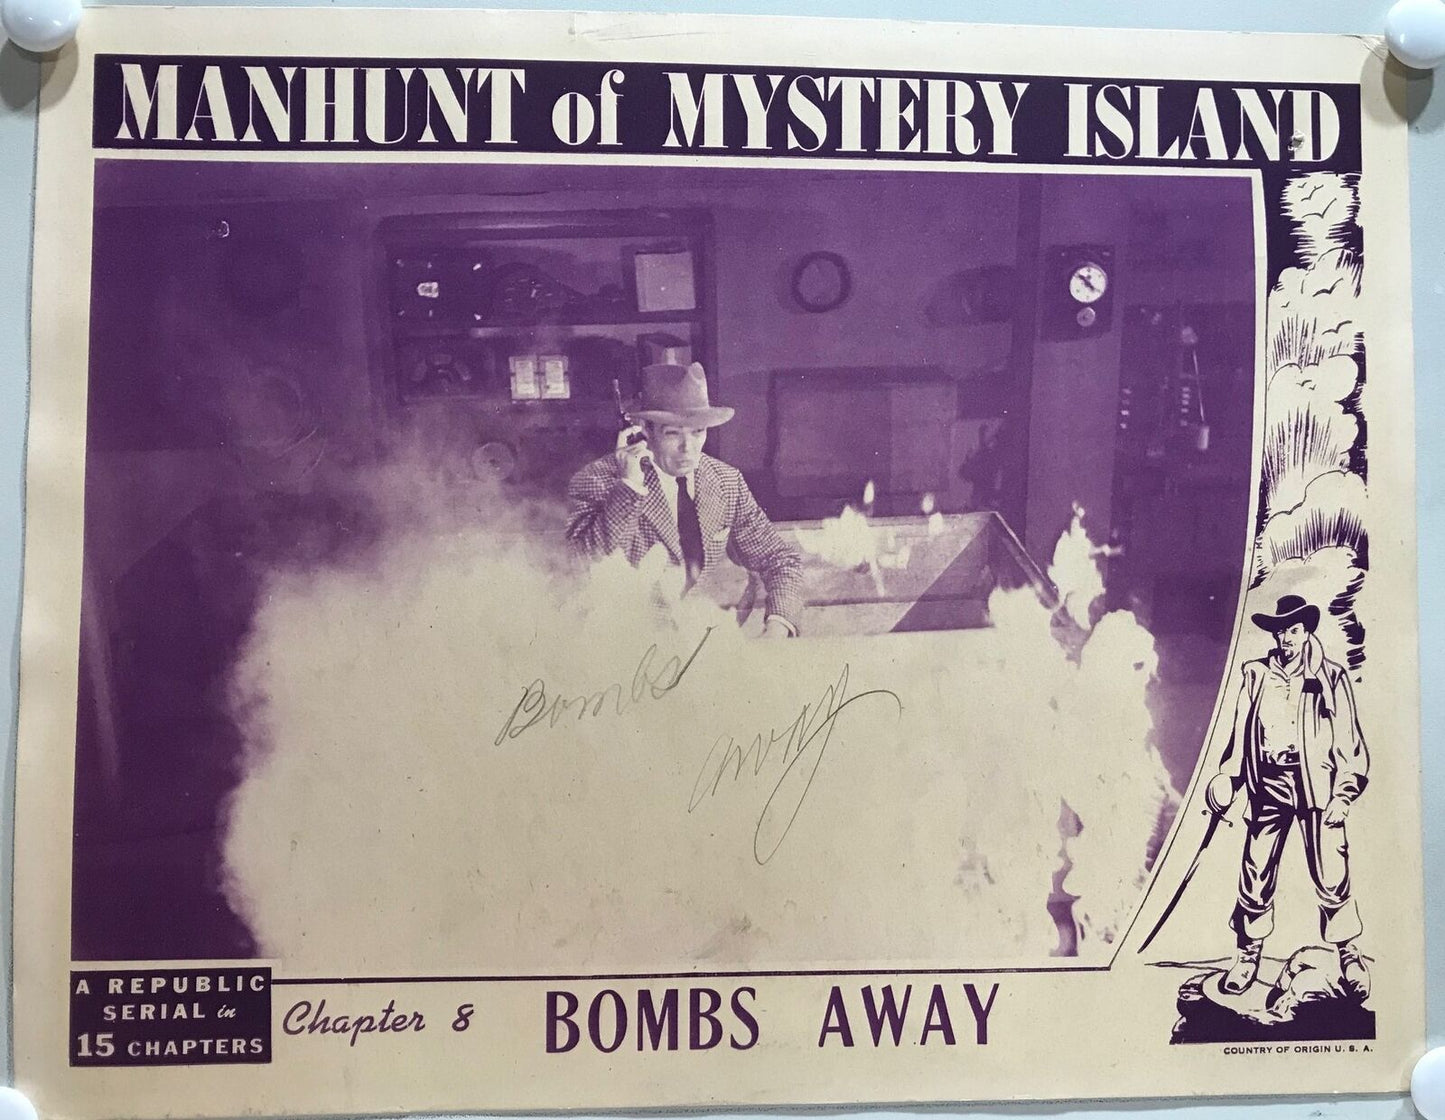 MANHUNT of MYSTERY ISLAND
Bombs
Away
A REPUBLIC
SERIAL in
15 CHAPTERS
Chapter 8
BOMBS AWAY
COUNTRY OF ORIGIN U. S. A.